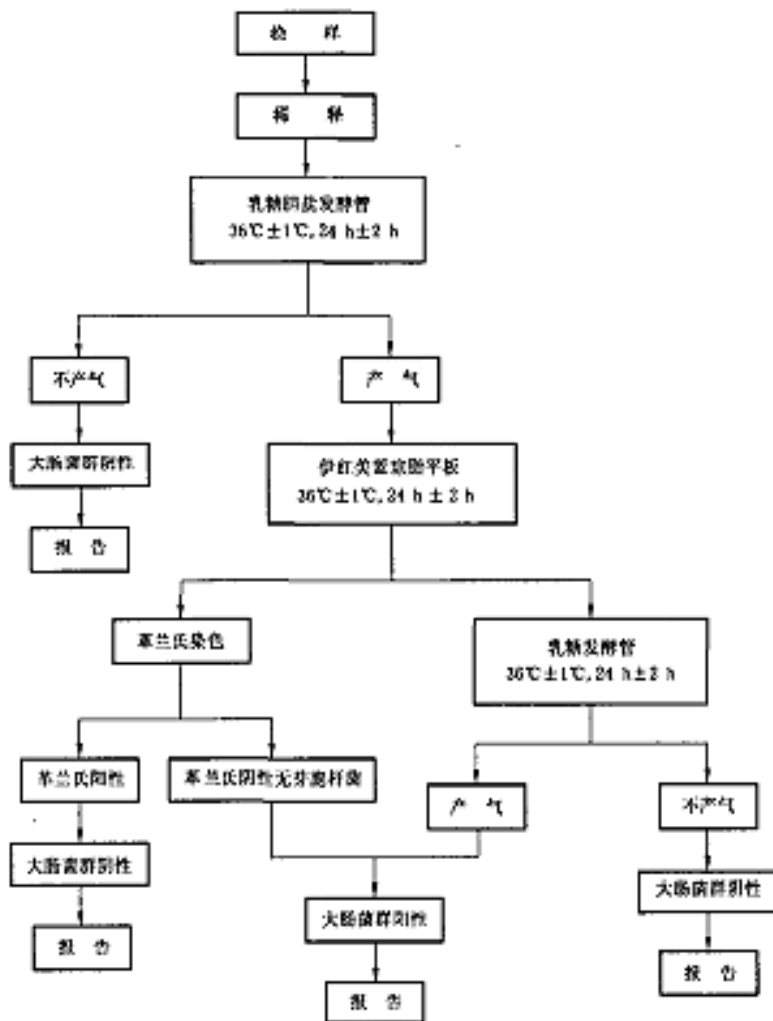 检 样
稀 释
乳糖胆盐发酵管
36℃±1℃,24 h±2 h
不产气
产 气
大肠菌群阴性
伊红美蓝琼脂平板
36℃±1℃,24 h±2 h
报 告
革兰氏染色
乳糖发酵管
36℃±1℃,24 h±2 h
革兰氏阳性
革兰氏阴性无芽胞杆菌
产 气
不产气
大肠菌群阴性
大肠菌群阳性
大肠菌群阴性
报 告
报 告
报 告